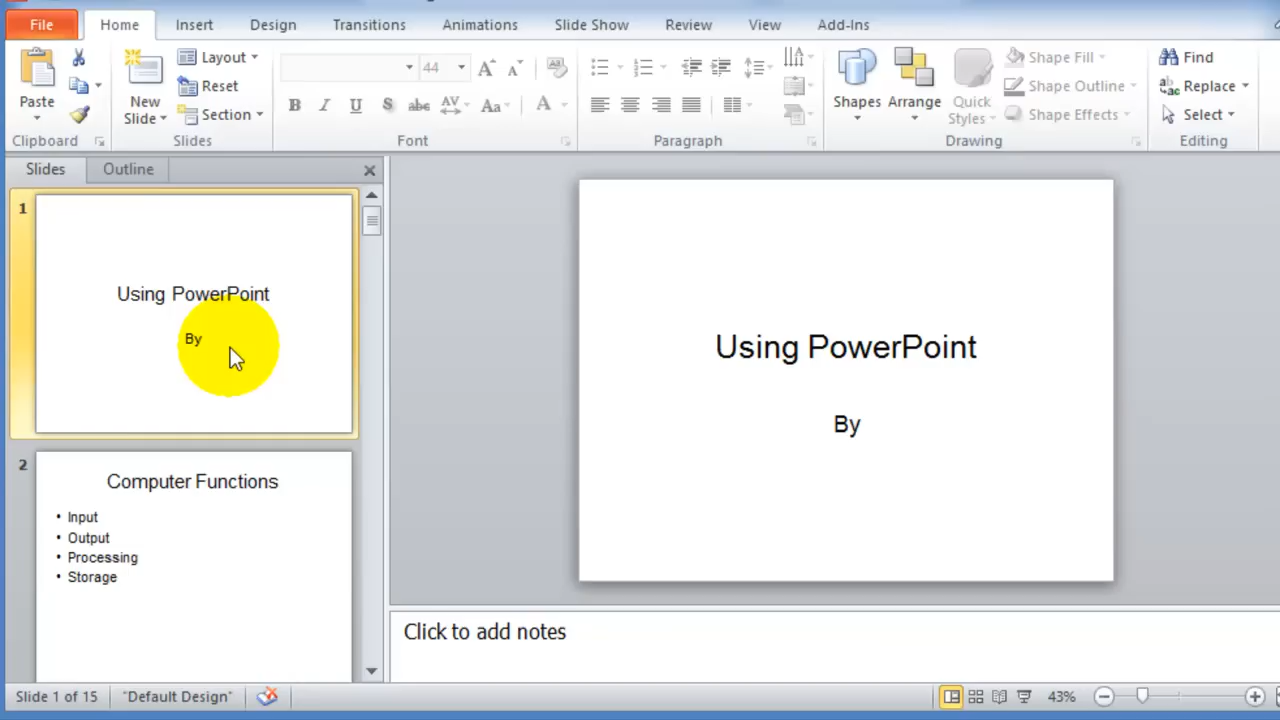 File Home Insert Design Transitions Animations Slide Show Review View Add-Ins
Layout
44
Find
Shape Fill
Reset
Replace
Shape Outline
Paste
New
Slide
Shapes
Arrange
Quick
Styles
Section
B I U S abc AV Aa A
Shape Effects
Select
Clipboard
Slides
Font
Paragraph
Drawing
Editing
Slides Outline
1
Using PowerPoint
By
2
Computer Functions
• Input
• Output
• Processing
• Storage
Using PowerPoint
By
Click to add notes
Slide 1 of 15 "Default Design" 43%